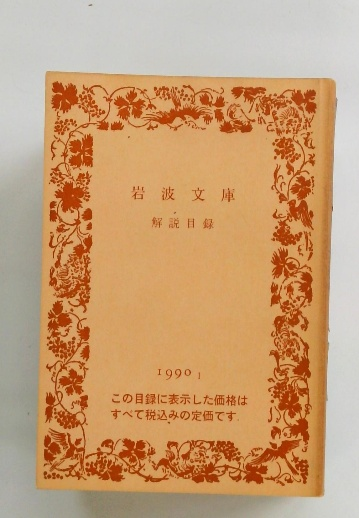 岩波文庫
解説目録
1990 1
この目録に表示した価格は
すべて税込みの定価です.